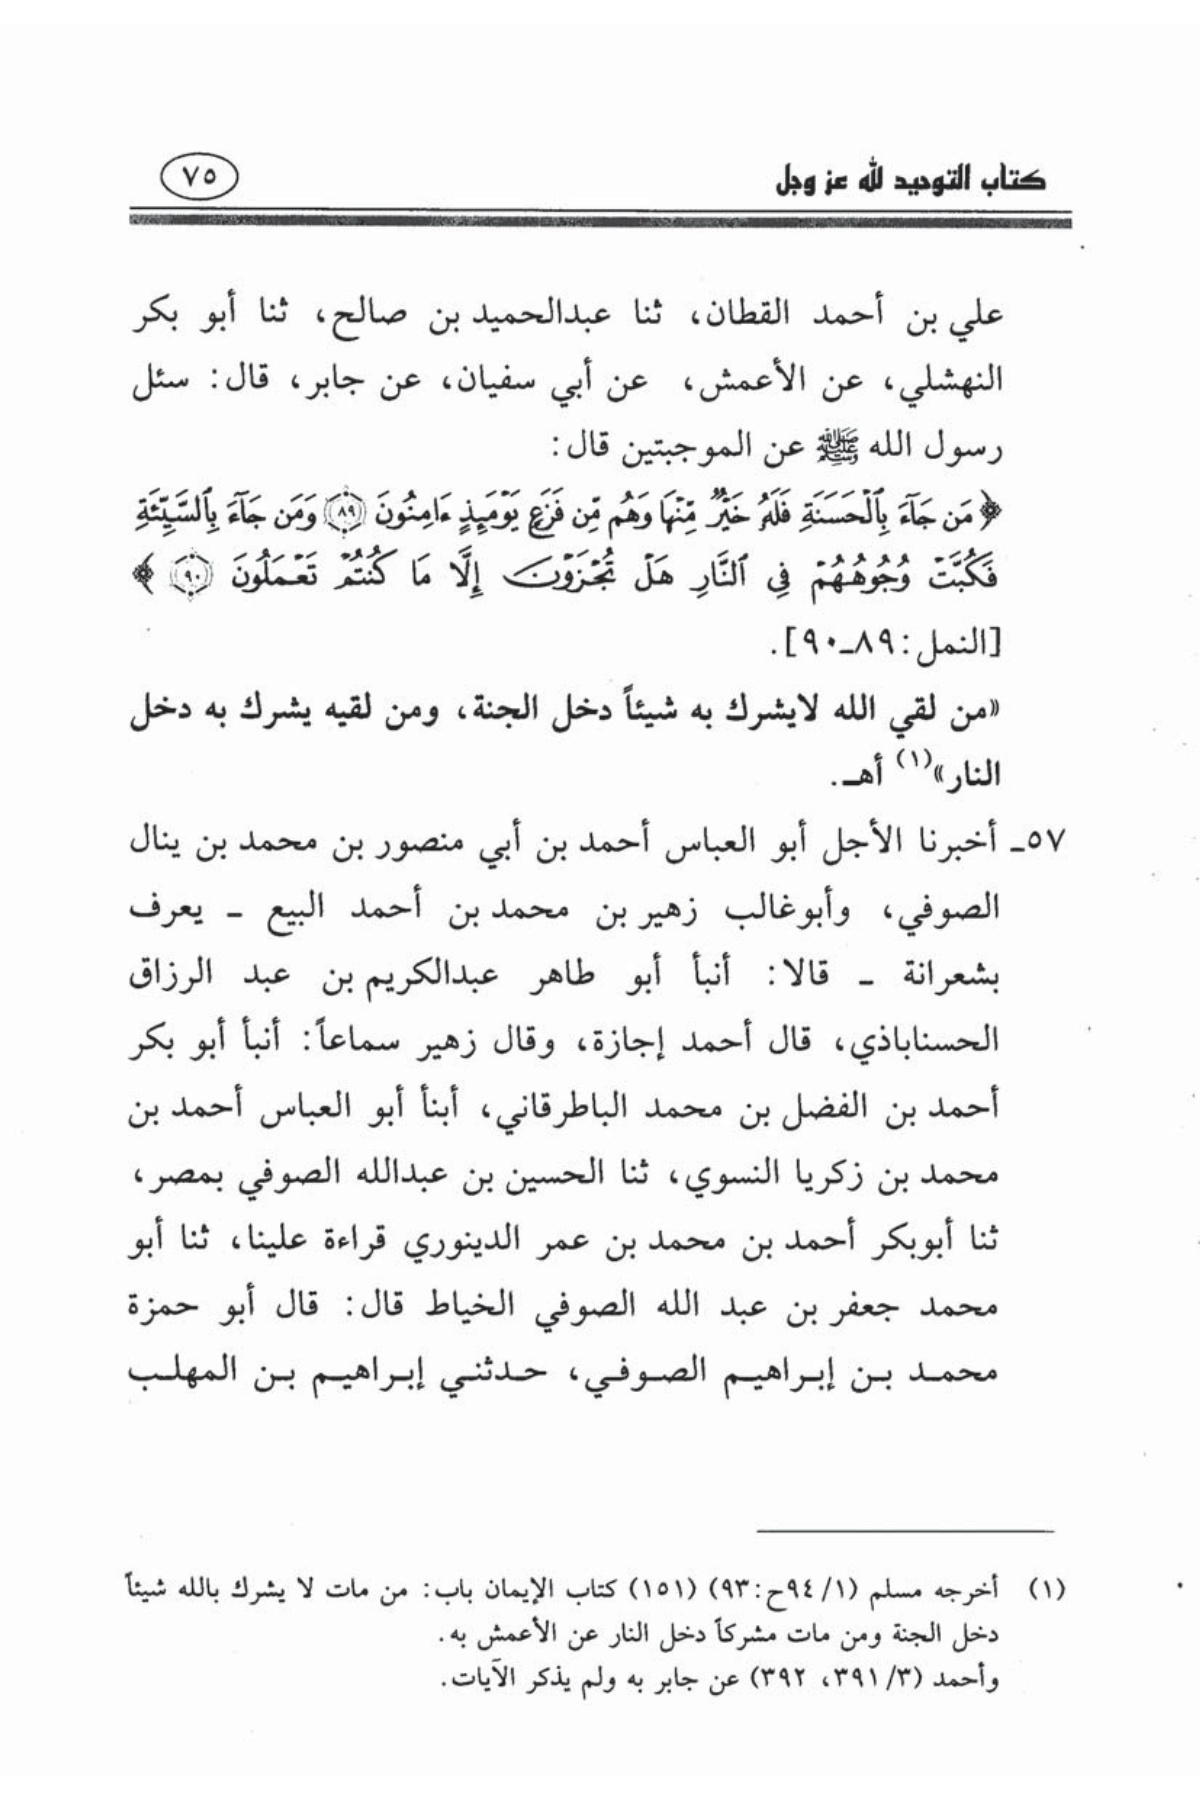 كتاب التوحيد لله عز وجل
٧٥
علي بن أحمد القطان، ثنا عبدالحميد بن صالح، ثنا أبو بكر
النهشلي، عن الأعمش، عن أبي سفيان، عن جابر، قال: سئل
رسول الله ﷺ عن الموجبتين قال:
﴿ مَن جَآءَ بِٱلْحَسَنَةِ فَلَهُۥ خَيْرٌ مِّنْهَا وَهُم مِّن فَزَعٍ يَوْمَئِذٍ ءَامِنُونَ ٨٩ وَمَن جَآءَ بِٱلسَّيِّئَةِ
فَكُبَّتْ وُجُوهُهُمْ فِى ٱلنَّارِ هَلْ تُجْزَوْنَ إِلَّا مَا كُنتُمْ تَعْمَلُونَ ٩٠ ﴾
[النمل: ٨٩ـ٩٠].
«من لقي الله لايشرك به شيئاً دخل الجنة، ومن لقيه يشرك به دخل
النار»(١) أهـ.
٥٧ـ أخبرنا الأجل أبو العباس أحمد بن أبي منصور بن محمد بن ينال
الصوفي، وأبوغالب زهير بن محمد بن أحمد البيع ـ يعرف
بشعرانة ـ قالا: أنبأ أبو طاهر عبدالكريم بن عبد الرزاق
الحسناباذي، قال أحمد إجازة، وقال زهير سماعاً: أنبأ أبو بكر
أحمد بن الفضل بن محمد الباطرقاني، أبنأ أبو العباس أحمد بن
محمد بن زكريا النسوي، ثنا الحسين بن عبدالله الصوفي بمصر،
ثنا أبوبكر أحمد بن محمد بن عمر الدينوري قراءة علينا، ثنا أبو
محمد جعفر بن عبد الله الصوفي الخياط قال: قال أبو حمزة
محمد بن إبراهيم الصوفي، حدثني إبراهيم بن المهلب
(١) أخرجه مسلم (١/ ٩٤ح: ٩٣) (١٥١) كتاب الإيمان باب: من مات لا يشرك بالله شيئاً
دخل الجنة ومن مات مشركاً دخل النار عن الأعمش به.
وأحمد (٣/ ٣٩١، ٣٩٢) عن جابر به ولم يذكر الآيات.